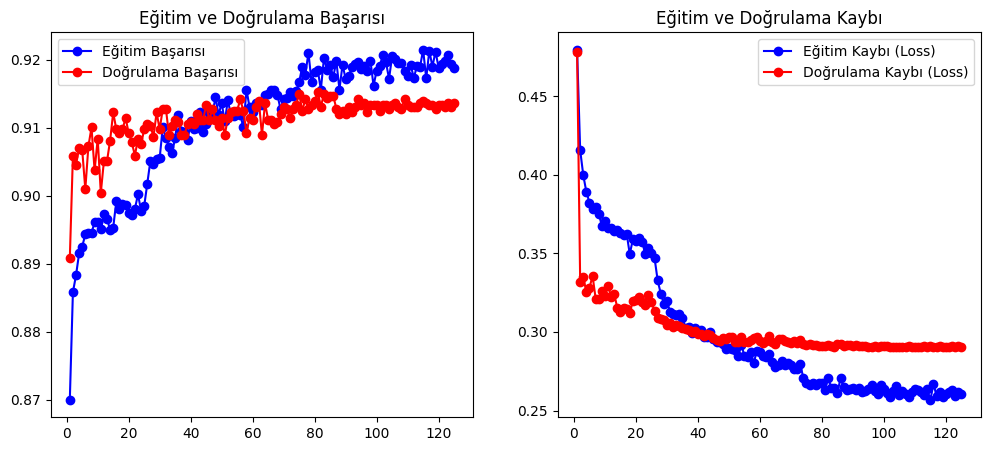 Eğitim ve Doğrulama Başarısı
Eğitim Başarısı
Doğrulama Başarısı
0.92
0.91
0.90
0.89
0.88
0.87
0 20 40 60 80 100 120
Eğitim ve Doğrulama Kaybı
Eğitim Kaybı (Loss)
Doğrulama Kaybı (Loss)
0.45
0.40
0.35
0.30
0.25
0 20 40 60 80 100 120